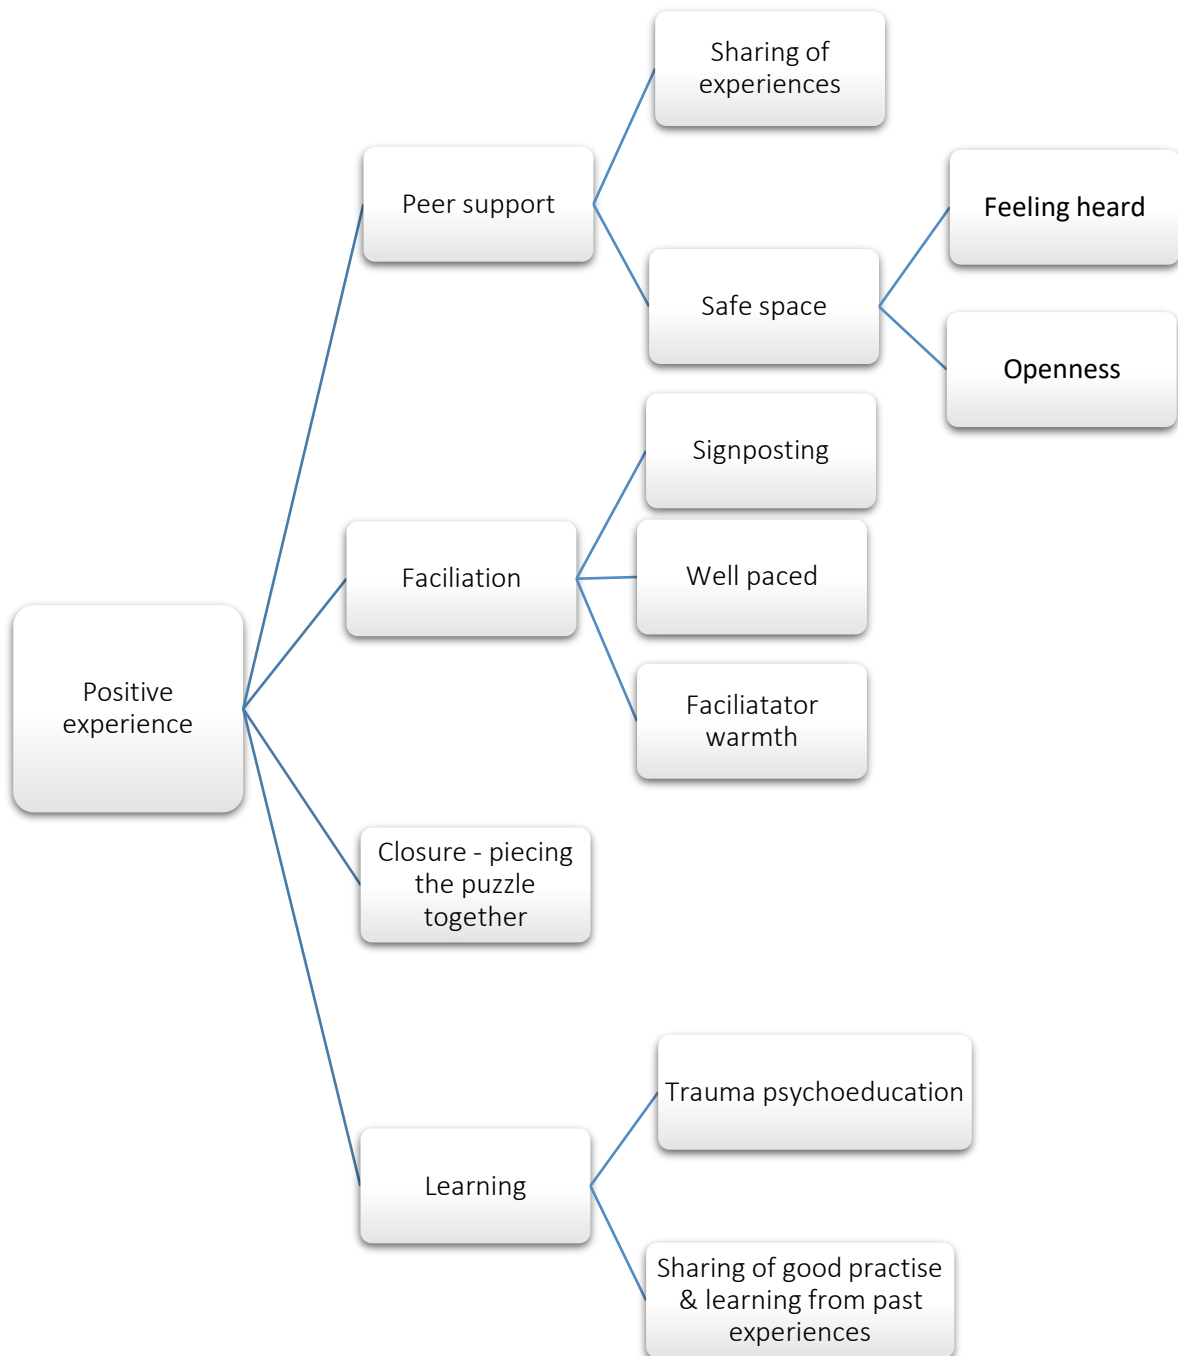 Sharing of
experiences
Peer support
Feeling heard
Safe space
Openness
Signposting
Faciliation
Well paced
Positive
experience
Faciliatator
warmth
Closure - piecing
the puzzle
together
Trauma psychoeducation
Learning
Sharing of good practise
& learning from past
experiences